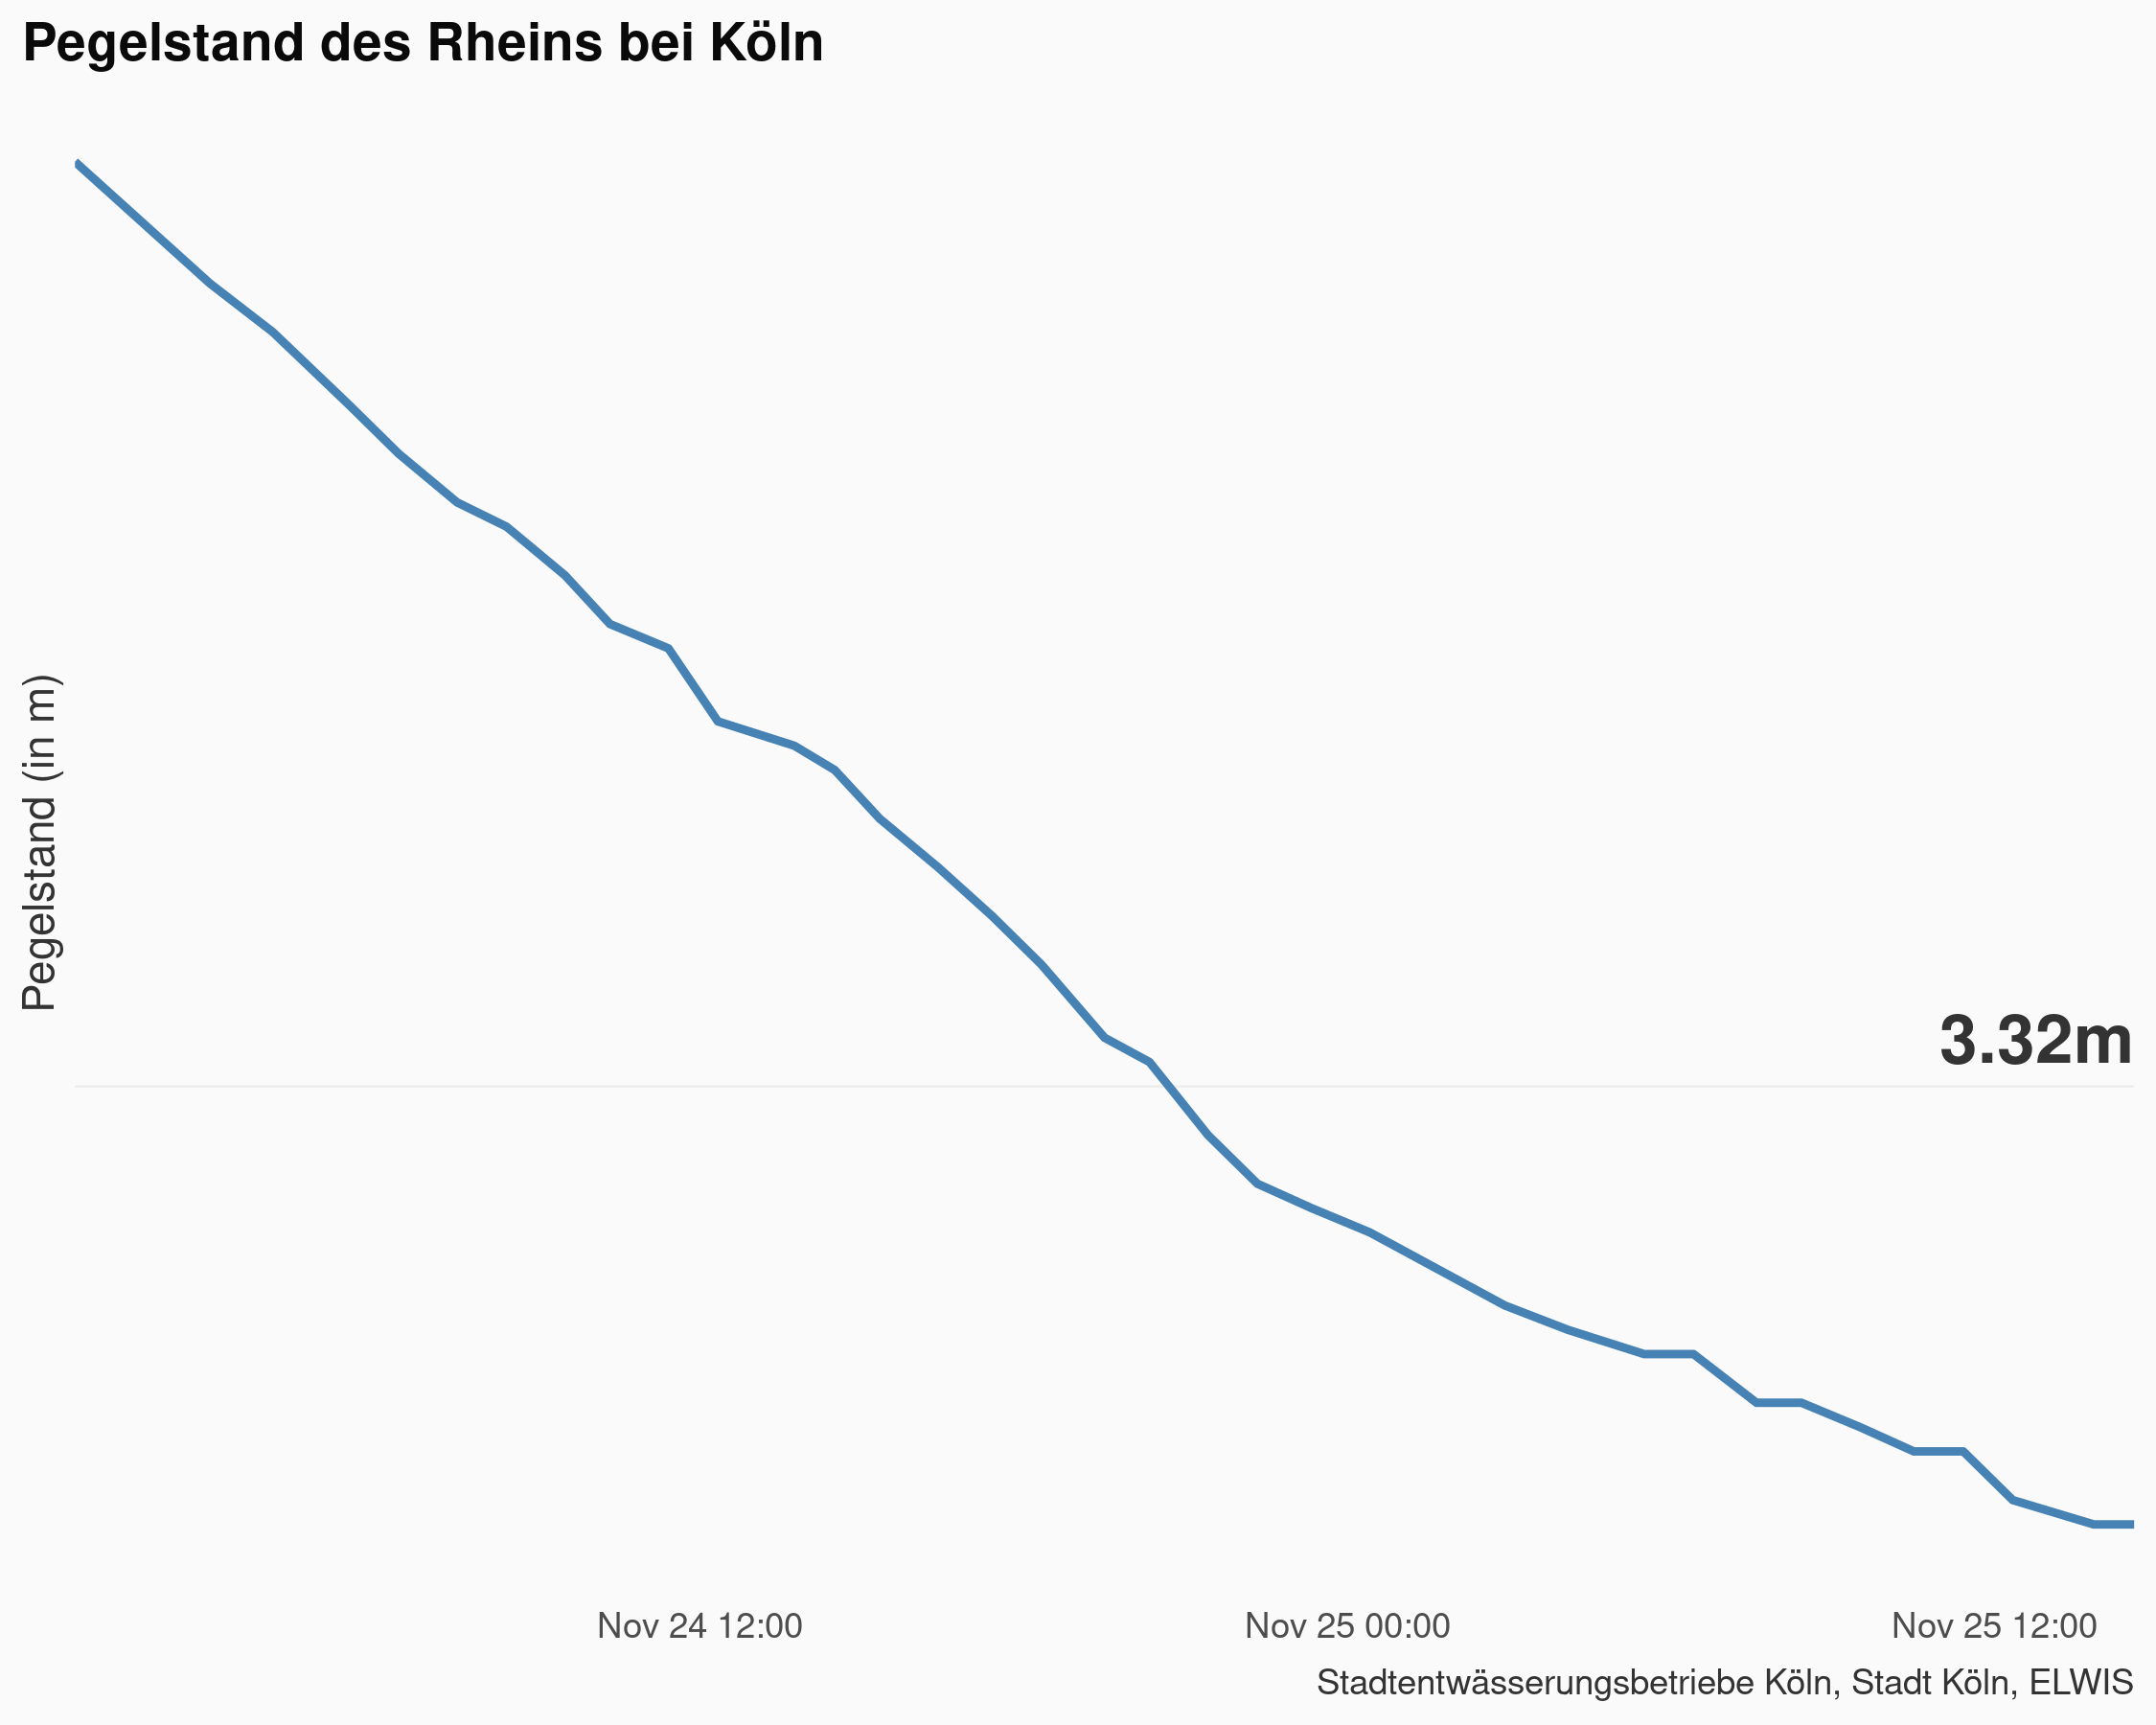 Pegelstand des Rheins bei Köln
Pegelstand (in m)
3.32m
Nov 24 12:00
Nov 25 00:00
Nov 25 12:00
Stadtentwässerungsbetriebe Köln, Stadt Köln, ELWIS